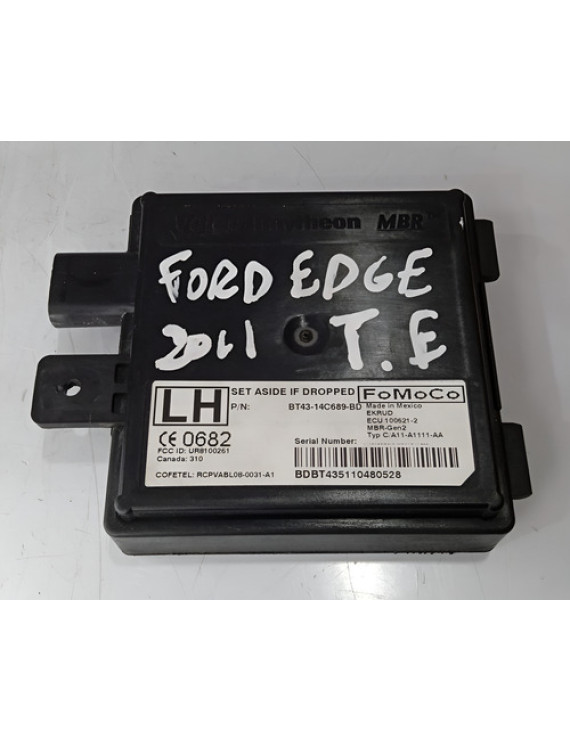 Raytheon MBR™
FORD EDGE
2011 T.E
LH
SET ASIDE IF DROPPED
FoMoCo
P/N: BT43-14C689-BD
Made in Mexico
EKRUD
ECU 100621-2
MBR-Gen2
Typ C:A11-A1111-AA
CE 0682
FCC ID: UR8100261
Canada: 310
Serial Number:
COFETEL: RCPVABL08-0031-A1
BDBT435110480528